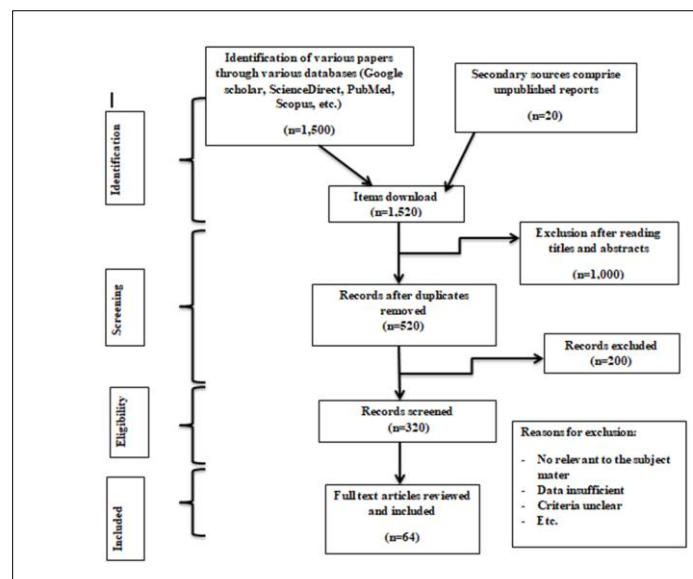 Identification of various papers
through various databases (Google
scholar, ScienceDirect, PubMed,
Scopus, etc.)
(n=1,500)
Secondary sources comprise
unpublished reports
(n=20)
Identification
Items download
(n=1,520)
Exclusion after reading
titles and abstracts
(n=1,000)
Screening
Records after duplicates
removed
(n=520)
Records excluded
(n=200)
Eligibility
Records screened
(n=320)
Reasons for exclusion:
- No relevant to the subject
mater
- Data insufficient
- Criteria unclear
- Etc.
Included
Full text articles reviewed
and included
(n=64)